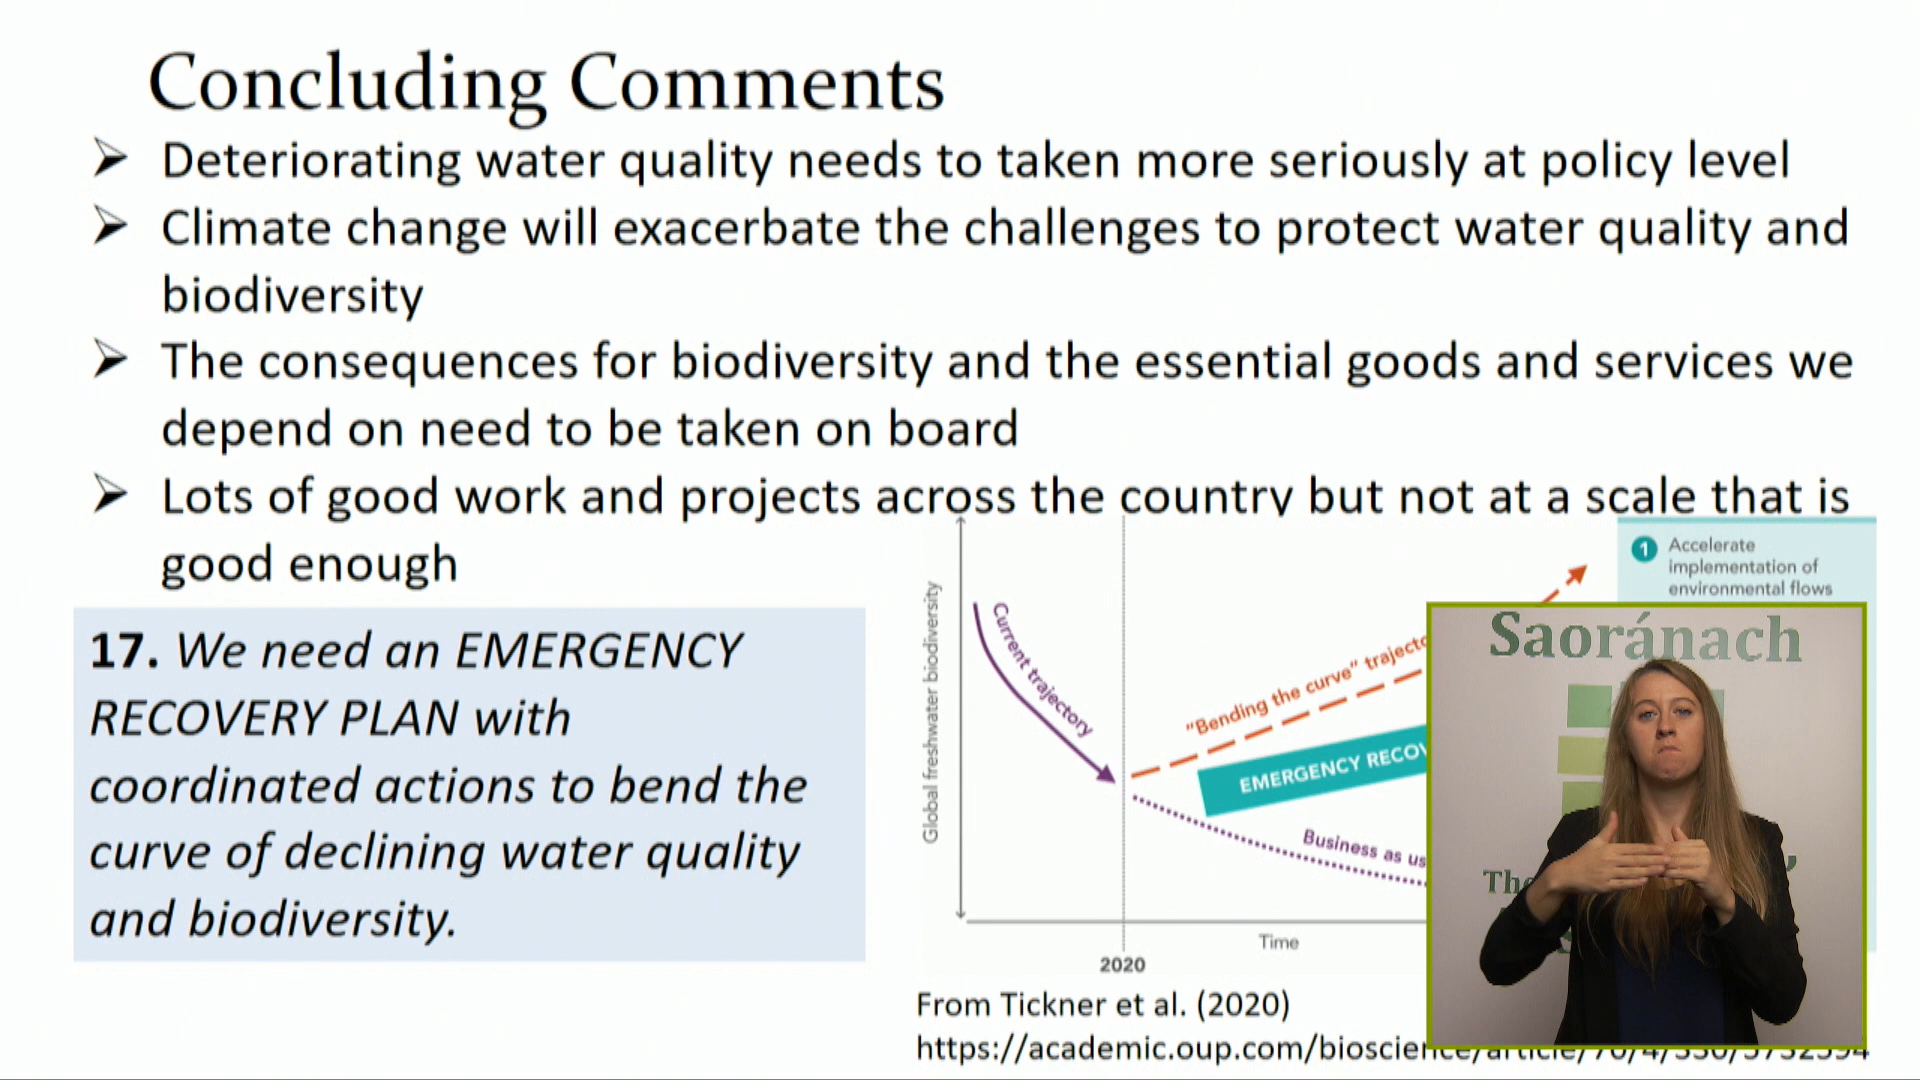 Concluding Comments
➢ Deteriorating water quality needs to taken more seriously at policy level
➢ Climate change will exacerbate the challenges to protect water quality and
biodiversity
➢ The consequences for biodiversity and the essential goods and services we
depend on need to be taken on board
➢ Lots of good work and projects across the country but not at a scale that is
good enough
17. We need an EMERGENCY
RECOVERY PLAN with
coordinated actions to bend the
curve of declining water quality
and biodiversity.
Global freshwater biodiversity
Current trajectory
"Bending the curve"
EMERGENCY
Business as
Time
2020
1 Accelerate
implementation of
environmental flows
From Tickner et al. (2020)
https://academic.oup.com/bioscience/article/70/4/330/5732594
Saoránach